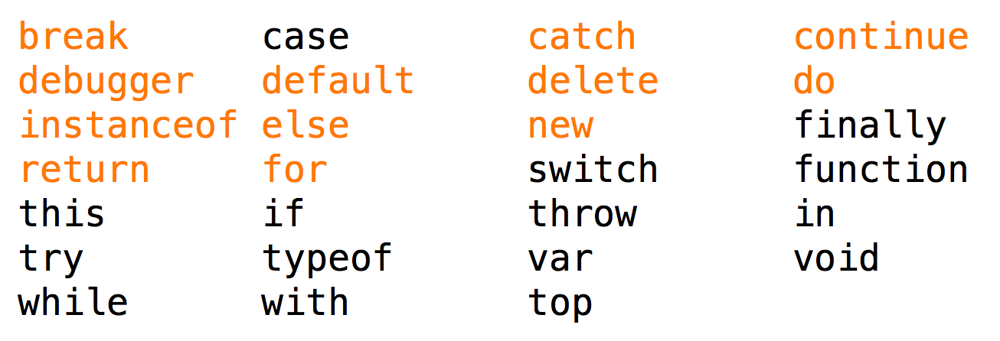 break case catch continue
debugger default delete do
instanceof else new finally
return for switch function
this if throw in
try typeof var void
while with top